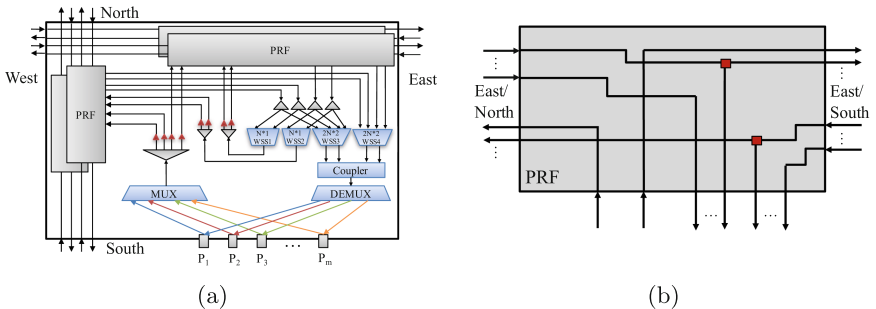 North
West
PRF
East
PRF
N*1 WSS1
N*1 WSS2
2N*2 WSS3
2N*2 WSS4
Coupler
MUX
DEMUX
South
P1
P2
P3
...
Pm
(a)
East/
North
East/
South
PRF
(b)